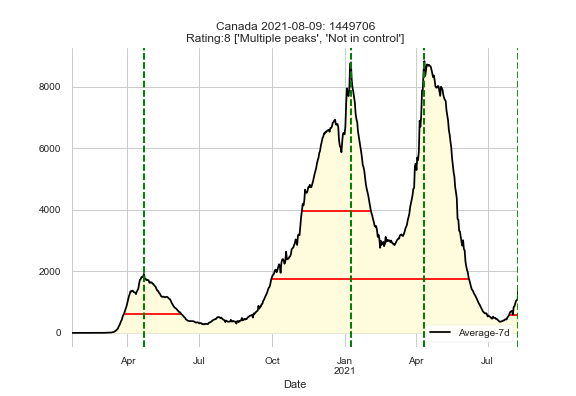 Canada 2021-08-09: 1449706
Rating:8 ['Multiple peaks', 'Not in control']
8000
6000
4000
2000
0
Average-7d
Apr
Jul
Oct
Jan
2021
Apr
Jul
Date